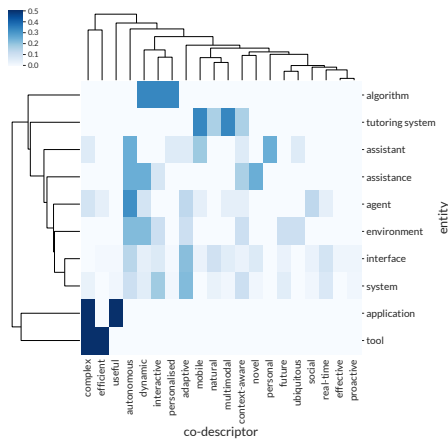 0.5
0.4
0.3
0.2
0.1
0.0
algorithm
tutoring system
assistant
assistance
agent
environment
interface
system
application
tool
entity
complex
efficient
useful
autonomous
dynamic
interactive
personalised
adaptive
mobile
natural
multimodal
context-aware
novel
personal
future
ubiquitous
social
real-time
effective
proactive
co-descriptor